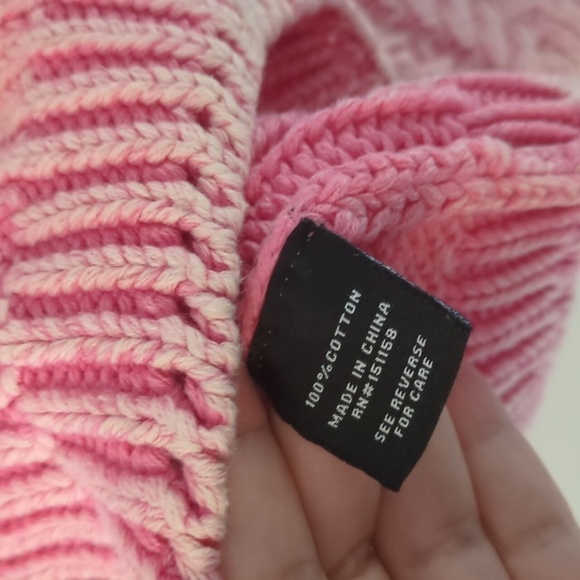 100%COTTON
MADE IN CHINA
RN#151158
SEE REVERSE
FOR CARE